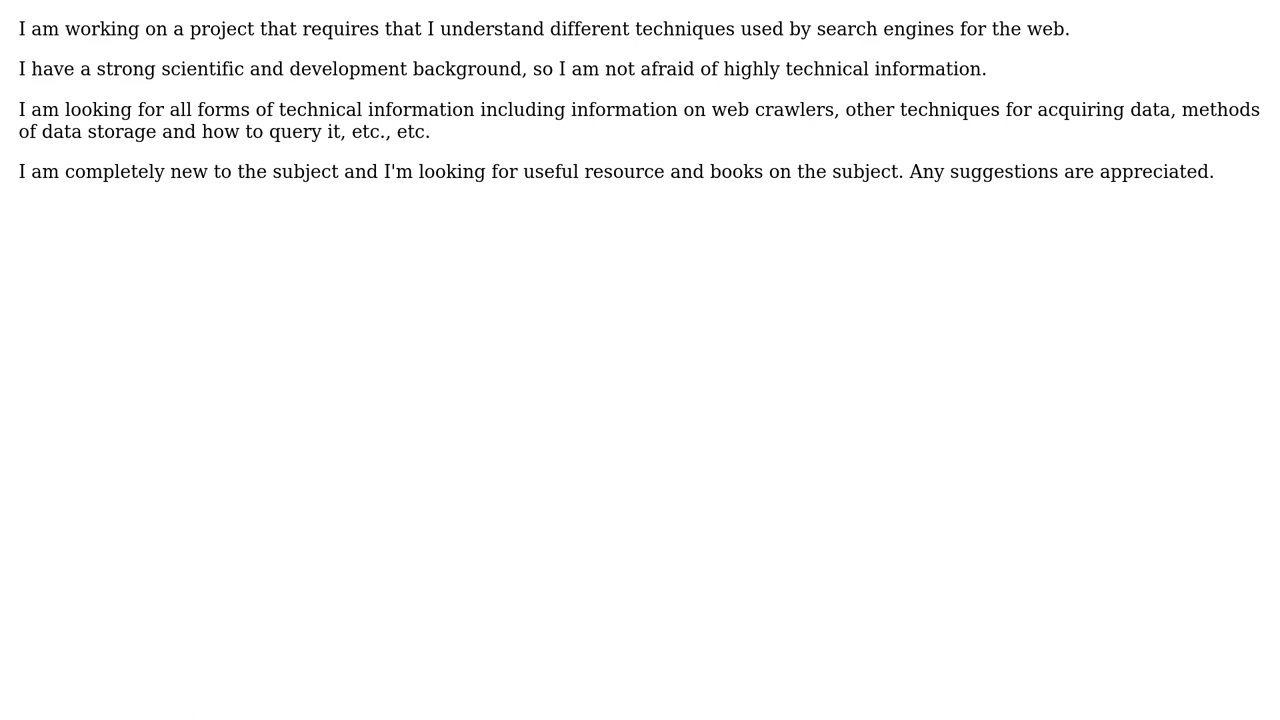 I am working on a project that requires that I understand different techniques used by search engines for the web.
I have a strong scientific and development background, so I am not afraid of highly technical information.
I am looking for all forms of technical information including information on web crawlers, other techniques for acquiring data, methods
of data storage and how to query it, etc., etc.
I am completely new to the subject and I'm looking for useful resource and books on the subject. Any suggestions are appreciated.